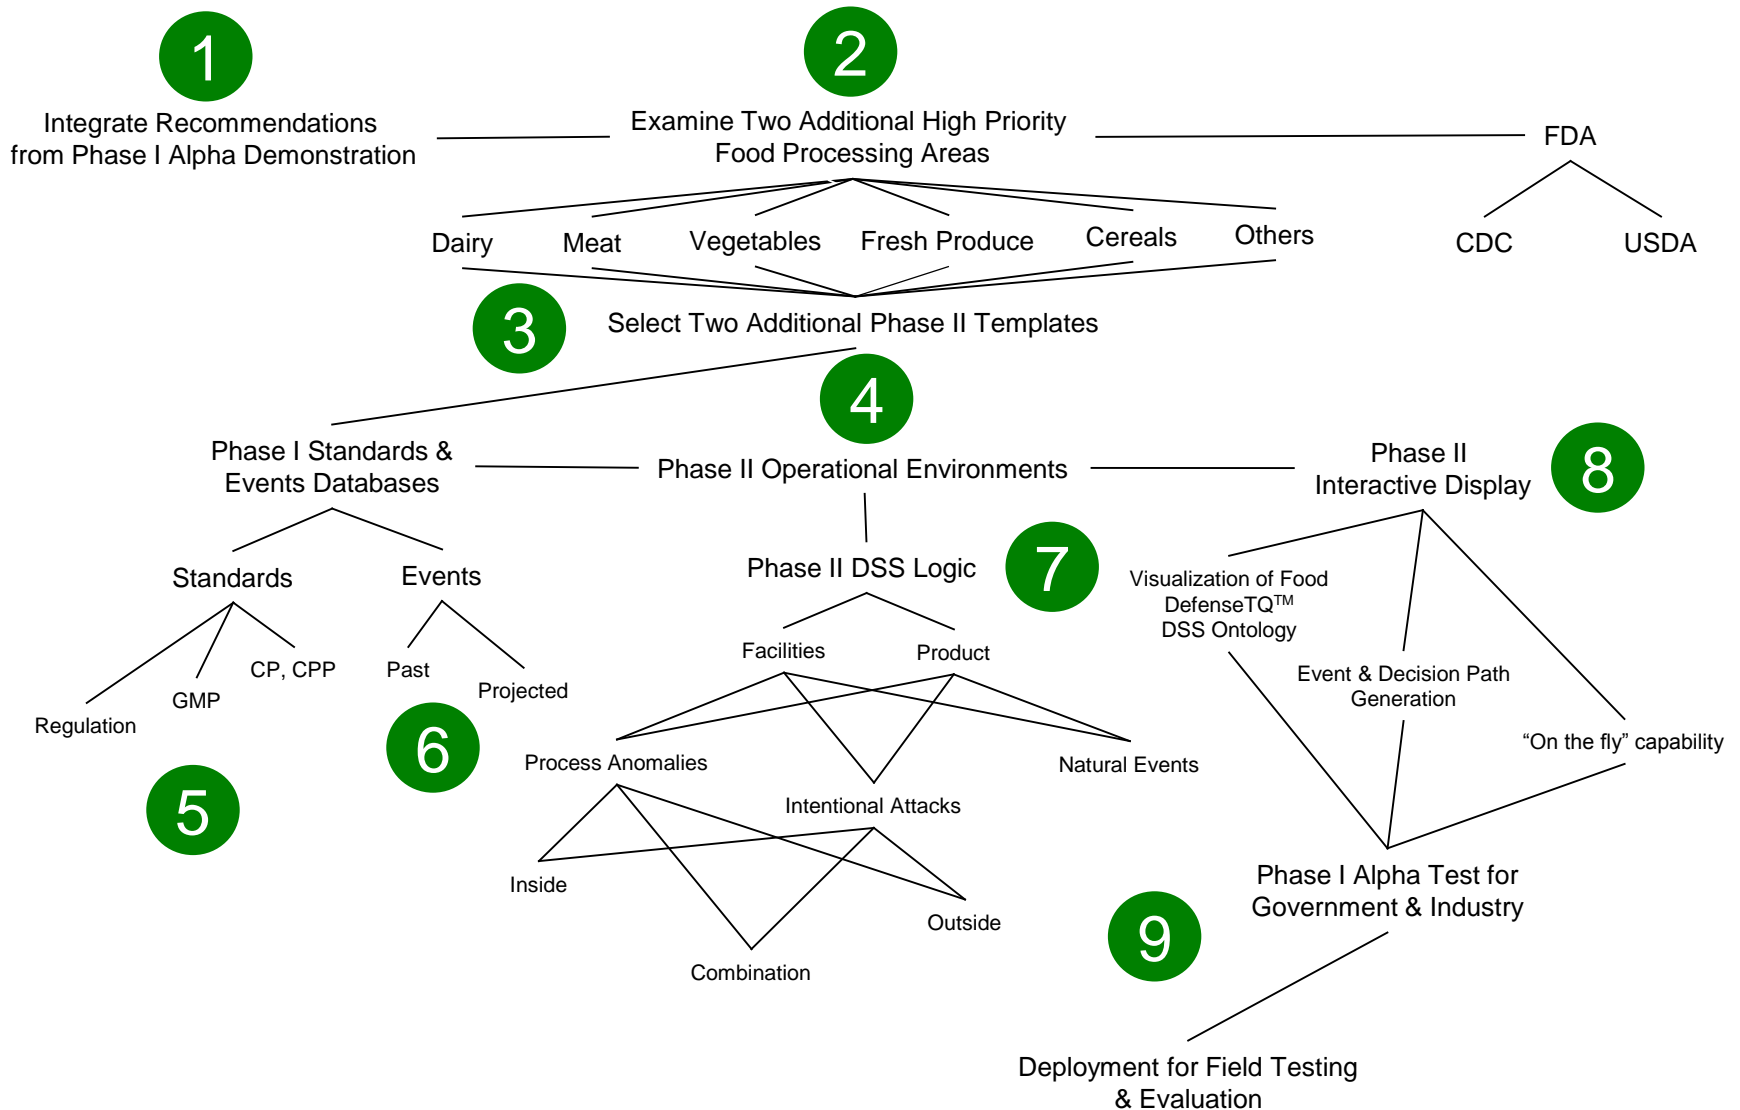 1
Integrate Recommendations
from Phase I Alpha Demonstration
2
Examine Two Additional High Priority
Food Processing Areas
FDA
CDC
USDA
Dairy
Meat
Vegetables
Fresh Produce
Cereals
Others
3
Select Two Additional Phase II Templates
4
Phase I Standards &
Events Databases
Phase II Operational Environments
Phase II
Interactive Display
8
Standards
Events
Regulation
GMP
CP, CPP
5
Past
Projected
6
Phase II DSS Logic
7
Facilities
Product
Process Anomalies
Intentional Attacks
Natural Events
Inside
Combination
Outside
Visualization of Food
DefenseTQTM
DSS Ontology
Event & Decision Path
Generation
“On the fly” capability
Phase I Alpha Test for
Government & Industry
9
Deployment for Field Testing
& Evaluation